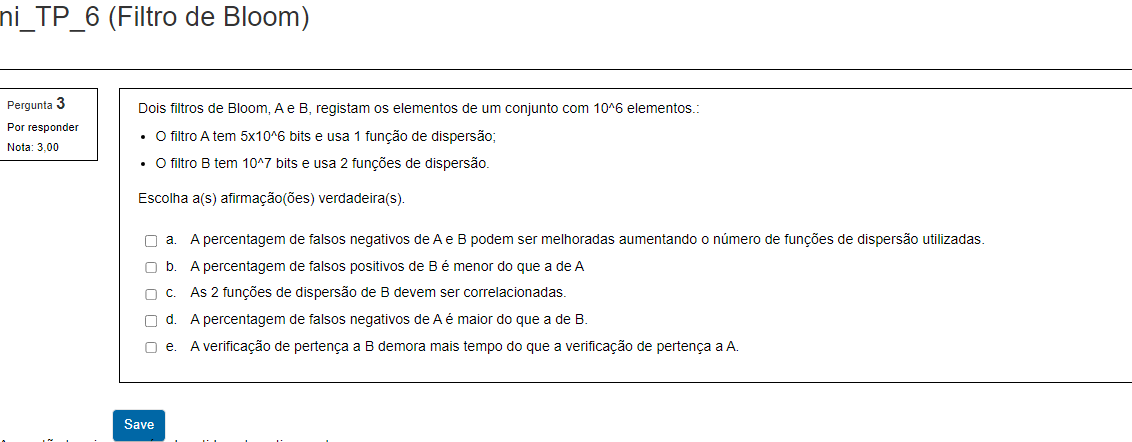 ni_TP_6 (Filtro de Bloom)
Pergunta 3
Por responder
Nota: 3,00
Dois filtros de Bloom, A e B, registam os elementos de um conjunto com 10^6 elementos.:
• O filtro A tem 5x10^6 bits e usa 1 função de dispersão;
• O filtro B tem 10^7 bits e usa 2 funções de dispersão.
Escolha a(s) afirmação(ões) verdadeira(s).
a. A percentagem de falsos negativos de A e B podem ser melhoradas aumentando o número de funções de dispersão utilizadas.
b. A percentagem de falsos positivos de B é menor do que a de A
c. As 2 funções de dispersão de B devem ser correlacionadas.
d. A percentagem de falsos negativos de A é maior do que a de B.
e. A verificação de pertença a B demora mais tempo do que a verificação de pertença a A.
Save